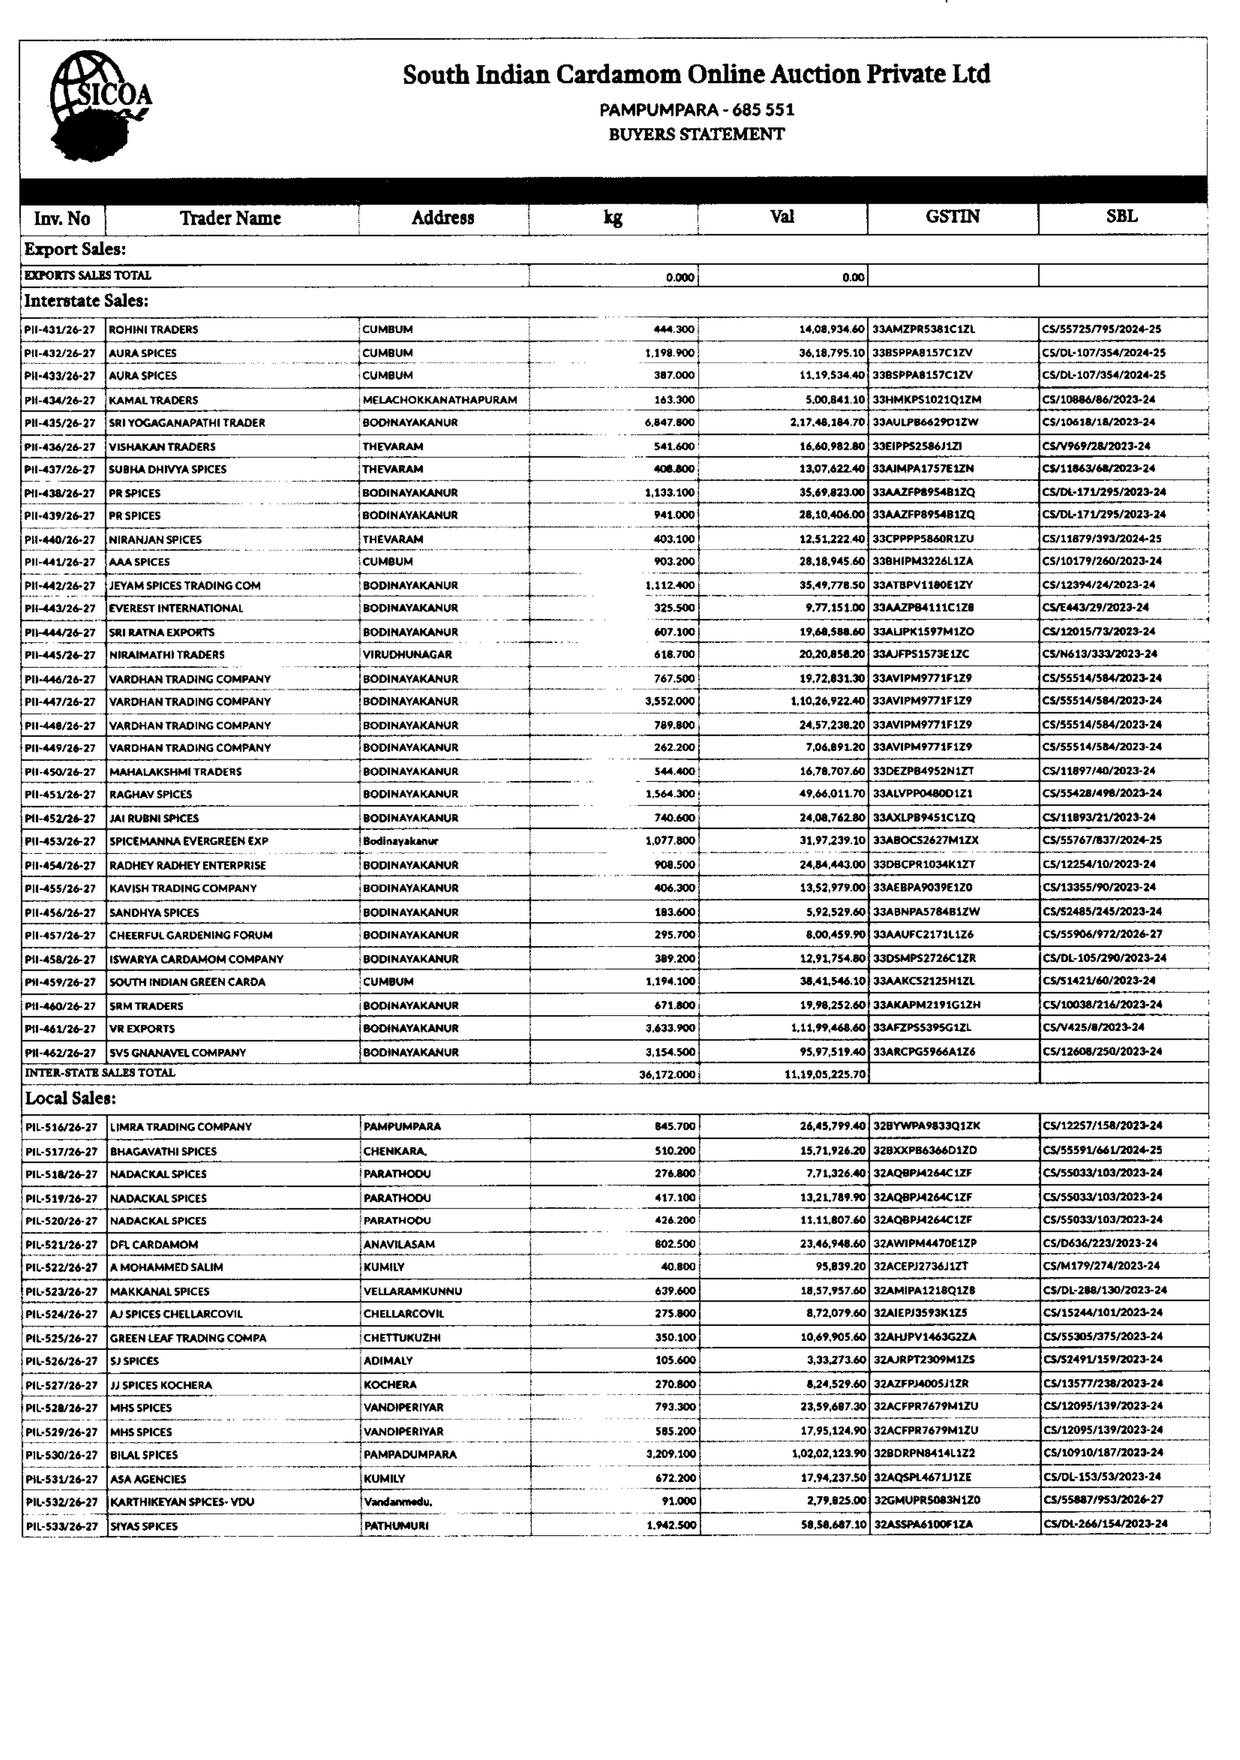 SICOA
South Indian Cardamom Online Auction Private Ltd
PAMPUMPARA - 685 551
BUYERS STATEMENT
Inv. No Trader Name Address kg Val GSTIN SBL
Export Sales:
EXPORTS SALES TOTAL 0.000 0.00
Interstate Sales:
PII-431/26-27 ROHINI TRADERS CUMBUM 444.300 14,08,934.60 33AMZPR5381C1ZL CS/55725/795/2024-25
PII-432/26-27 AURA SPICES CUMBUM 1,198.900 36,18,795.10 33BSPPA8157C1ZV CS/DL-107/354/2024-25
PII-433/26-27 AURA SPICES CUMBUM 387.000 11,19,534.40 33BSPPA8157C1ZV CS/DL-107/354/2024-25
PII-434/26-27 KAMAL TRADERS MELACHOKKANATHAPURAM 163.300 5,00,841.10 33HMKPS1021Q1ZM CS/10886/86/2023-24
PII-435/26-27 SRI YOGAGANAPATHI TRADER BODINAYAKANUR 6,847.800 2,17,48,184.70 33AULPB6629D1ZW CS/10618/18/2023-24
PII-436/26-27 VISHAKAN TRADERS THEVARAM 541.600 16,60,982.80 33EIPPS2586J1ZI CS/V969/28/2023-24
PII-437/26-27 SUBHA DHIVYA SPICES THEVARAM 408.800 13,07,622.40 33AIMPA1757E1ZN CS/11863/68/2023-24
PII-438/26-27 PR SPICES BODINAYAKANUR 1,133.100 35,69,823.00 33AAZFP8954B1ZQ CS/DL-171/295/2023-24
PII-439/26-27 PR SPICES BODINAYAKANUR 941.000 28,10,406.00 33AAZFP8954B1ZQ CS/DL-171/295/2023-24
PII-440/26-27 NIRANJAN SPICES THEVARAM 403.100 12,51,222.40 33CPPPP5860R1ZU CS/11879/393/2024-25
PII-441/26-27 AAA SPICES CUMBUM 903.200 28,18,945.60 33BHIPM3226L1ZA CS/10179/260/2023-24
PII-442/26-27 JEYAM SPICES TRADING COM BODINAYAKANUR 1,112.400 35,49,778.50 33ATBPV1180E1ZY CS/12394/24/2023-24
PII-443/26-27 EVEREST INTERNATIONAL BODINAYAKANUR 325.500 9,77,151.00 33AAZPB4111C1Z8 CS/E443/29/2023-24
PII-444/26-27 SRI RATNA EXPORTS BODINAYAKANUR 607.100 19,68,588.60 33ALJPK1597M1ZO CS/12015/73/2023-24
PII-445/26-27 NIRAIMATHI TRADERS VIRUDHUNAGAR 618.700 20,20,858.20 33AJFPS1573E1ZC CS/N613/333/2023-24
PII-446/26-27 VARDHAN TRADING COMPANY BODINAYAKANUR 767.500 19,72,831.30 33AVIPM9771F1Z9 CS/55514/584/2023-24
PII-447/26-27 VARDHAN TRADING COMPANY BODINAYAKANUR 3,552.000 1,10,26,922.40 33AVIPM9771F1Z9 CS/55514/584/2023-24
PII-448/26-27 VARDHAN TRADING COMPANY BODINAYAKANUR 789.800 24,57,238.20 33AVIPM9771F1Z9 CS/55514/584/2023-24
PII-449/26-27 VARDHAN TRADING COMPANY BODINAYAKANUR 262.200 7,06,891.20 33AVIPM9771F1Z9 CS/55514/584/2023-24
PII-450/26-27 MAHALAKSHMI TRADERS BODINAYAKANUR 544.400 16,78,707.60 33DEZPB4952N1ZT CS/11897/40/2023-24
PII-451/26-27 RAGHAV SPICES BODINAYAKANUR 1,564.300 49,66,011.70 33ALVPP0480D1Z1 CS/55428/498/2023-24
PII-452/26-27 JAI RUBNI SPICES BODINAYAKANUR 740.600 24,08,762.80 33AXLPB9451C1ZQ CS/11893/21/2023-24
PII-453/26-27 SPICEMANNA EVERGREEN EXP Bodinayakanur 1,077.800 31,97,239.10 33ABOCS2627M1ZX CS/55767/837/2024-25
PII-454/26-27 RADHEY RADHEY ENTERPRISE BODINAYAKANUR 908.500 24,84,443.00 33DBCPR1034K1ZT CS/12254/10/2023-24
PII-455/26-27 KAVISH TRADING COMPANY BODINAYAKANUR 406.300 13,52,979.00 33AEBPA9039E1Z0 CS/13355/90/2023-24
PII-456/26-27 SANDHYA SPICES BODINAYAKANUR 183.600 5,92,529.60 33ABNPA5784B1ZW CS/S2485/245/2023-24
PII-457/26-27 CHEERFUL GARDENING FORUM BODINAYAKANUR 295.700 8,00,459.90 33AAUFC2171L1Z6 CS/55906/972/2026-27
PII-458/26-27 ISWARYA CARDAMOM COMPANY BODINAYAKANUR 389.200 12,91,754.80 33DSMPS2726C1ZR CS/DL-105/290/2023-24
PII-459/26-27 SOUTH INDIAN GREEN CARDA CUMBUM 1,194.100 38,41,546.10 33AAKCS2125H1ZL CS/S1421/60/2023-24
PII-460/26-27 SRM TRADERS BODINAYAKANUR 671.800 19,98,252.60 33AKAPM2191G1ZH CS/10038/216/2023-24
PII-461/26-27 VR EXPORTS BODINAYAKANUR 3,633.900 1,11,99,468.60 33AFZPS5395G1ZL CS/V425/8/2023-24
PII-462/26-27 SVS GNANAVEL COMPANY BODINAYAKANUR 3,154.500 95,97,519.40 33ARCPG5966A1Z6 CS/12608/250/2023-24
INTER-STATE SALES TOTAL 36,172.000 11,19,05,225.70
Local Sales:
PIL-516/26-27 LIMRA TRADING COMPANY PAMPUMPARA 845.700 26,45,799.40 32BYWPA9833Q1ZK CS/12257/158/2023-24
PIL-517/26-27 BHAGAVATHI SPICES CHENKARA, 510.200 15,71,926.20 32BXXPB6366D1ZD CS/55591/661/2024-25
PIL-518/26-27 NADACKAL SPICES PARATHODU 276.800 7,71,326.40 32AQBPJ4264C1ZF CS/55033/103/2023-24
PIL-519/26-27 NADACKAL SPICES PARATHODU 417.100 13,21,789.90 32AQBPJ4264C1ZF CS/55033/103/2023-24
PIL-520/26-27 NADACKAL SPICES PARATHODU 426.200 11,11,807.60 32AQBPJ4264C1ZF CS/55033/103/2023-24
PIL-521/26-27 DFL CARDAMOM ANAVILASAM 802.500 23,46,948.60 32AWIPM4470E1ZP CS/D636/223/2023-24
PIL-522/26-27 A MOHAMMED SALIM KUMILY 40.800 95,839.20 32ACEPJ2736J1ZT CS/M179/274/2023-24
PIL-523/26-27 MAKKANAL SPICES VELLARAMKUNNU 639.600 18,57,957.60 32AMIPA1218Q1Z8 CS/DL-288/130/2023-24
PIL-524/26-27 AJ SPICES CHELLARCOVIL CHELLARCOVIL 275.800 8,72,079.60 32AIEPJ3593K1Z5 CS/15244/101/2023-24
PIL-525/26-27 GREEN LEAF TRADING COMPA CHETTUKUZHI 350.100 10,69,905.60 32AHJPV1463G2ZA CS/55305/375/2023-24
PIL-526/26-27 SJ SPICES ADIMALY 105.600 3,33,273.60 32AJRPT2309M1ZS CS/S2491/159/2023-24
PIL-527/26-27 JJ SPICES KOCHERA KOCHERA 270.800 8,24,529.60 32AZFPJ4005J1ZR CS/13577/238/2023-24
PIL-528/26-27 MHS SPICES VANDIPERIYAR 793.300 23,59,687.30 32ACFPR7679M1ZU CS/12095/139/2023-24
PIL-529/26-27 MHS SPICES VANDIPERIYAR 585.200 17,95,124.90 32ACFPR7679M1ZU CS/12095/139/2023-24
PIL-530/26-27 BILAL SPICES PAMPADUMPARA 3,209.100 1,02,02,123.90 32BDRPN8414L1Z2 CS/10910/187/2023-24
PIL-531/26-27 ASA AGENCIES KUMILY 672.200 17,94,237.50 32AQSPL4671J1ZE CS/DL-153/53/2023-24
PIL-532/26-27 KARTHIKEYAN SPICES- VDU Vandanmedu, 91.000 2,79,825.00 32GMUPR5083N1Z0 CS/55887/953/2026-27
PIL-533/26-27 SIYAS SPICES PATHUMURI 1,942.500 58,58,687.10 32ASSPA6100F1ZA CS/DL-266/154/2023-24